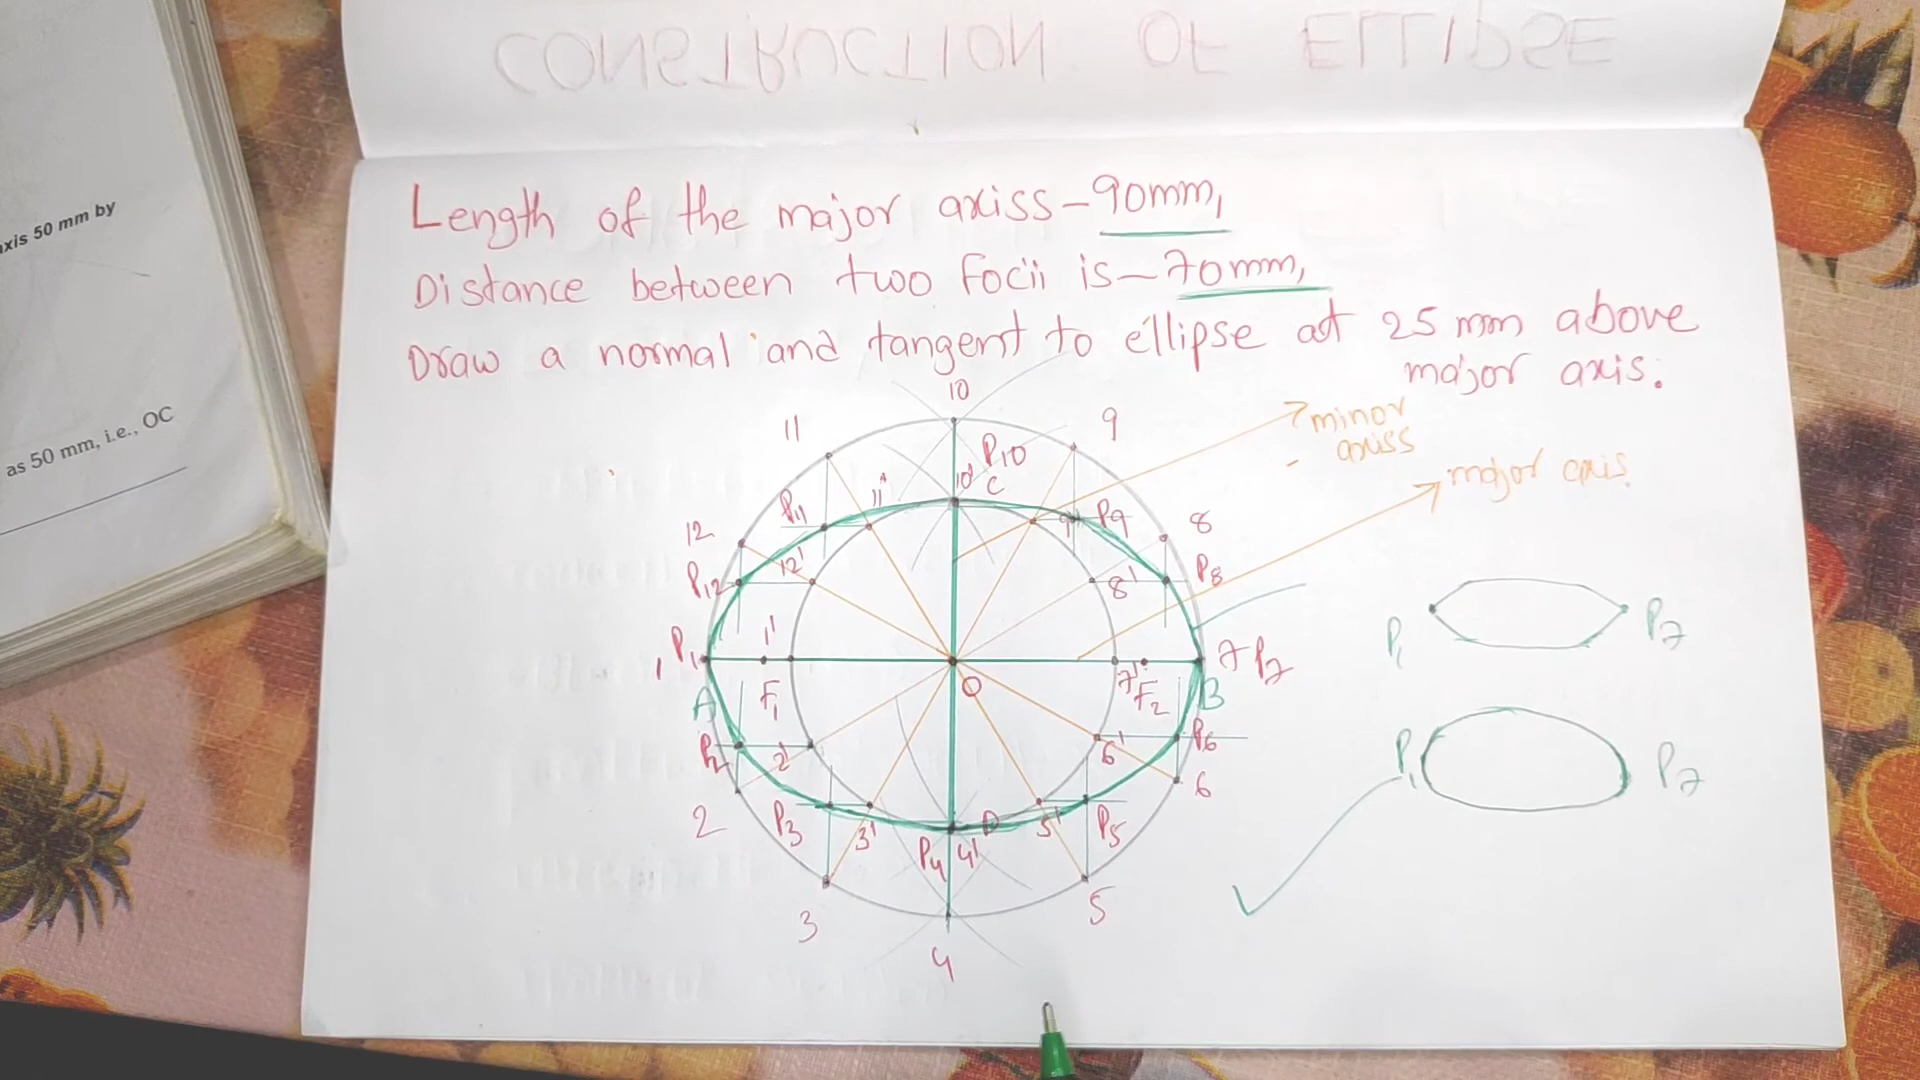 CONSTRUCTION OF ELLIPSE
axis 50 mm by
as 50 mm, i.e., OC
Length of the major axiss-90mm,
Distance between two Focii is-70mm,
Draw a normal and tangent to ellipse at 25 mm above
major axis.
10
11
9
minor
axiss
P10
10' C
major axis.
P11
11'
9'
P9
12
8
12'
P12
8'
P8
P1
P7
1
P1
1'
7'
7 P7
O
A
F1
F2
B
P2
2'
6'
P6
P1
P7
2
6
P3
3'
P4
4'
D
5'
P5
3
5
4